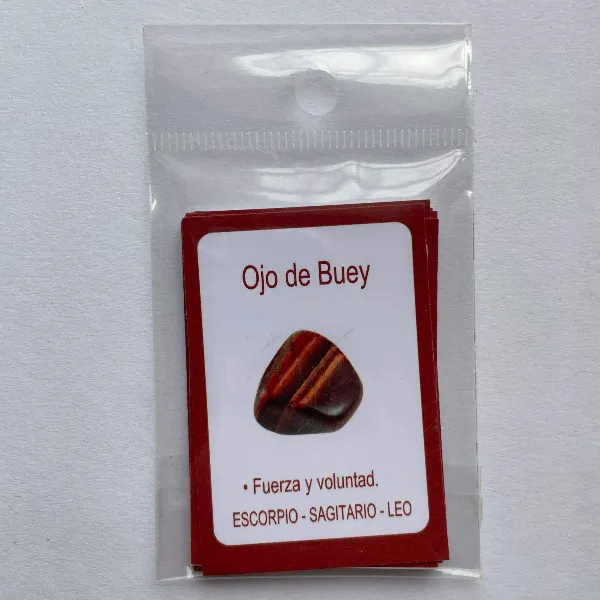 Ojo de Buey
• Fuerza y voluntad.
ESCORPIO - SAGITARIO - LEO